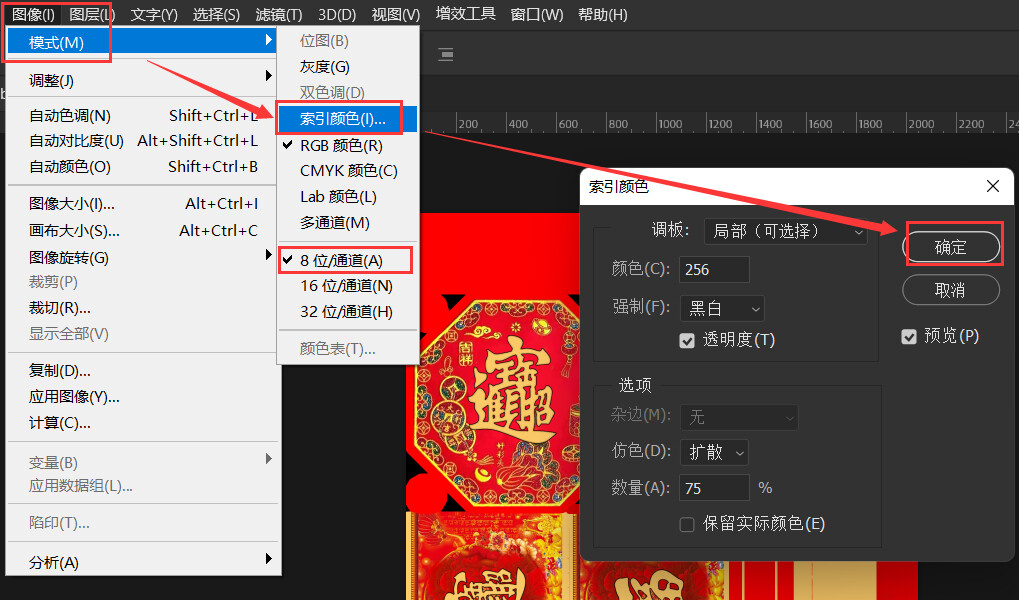 图像(I) 图层(L) 文字(Y) 选择(S) 滤镜(T) 3D(D) 视图(V) 增效工具 窗口(W) 帮助(H)
模式(M)
调整(J)
自动色调(N) Shift+Ctrl+L
自动对比度(U) Alt+Shift+Ctrl+L
自动颜色(O) Shift+Ctrl+B
图像大小(I)... Alt+Ctrl+I
画布大小(S)... Alt+Ctrl+C
图像旋转(G)
裁剪(P)
裁切(R)...
显示全部(V)
复制(D)...
应用图像(Y)...
计算(C)...
变量(B)
应用数据组(L)...
陷印(T)...
分析(A)
位图(B)
灰度(G)
双色调(D)
索引颜色(I)...
RGB 颜色(R)
CMYK 颜色(C)
Lab 颜色(L)
多通道(M)
8 位/通道(A)
16 位/通道(N)
32 位/通道(H)
颜色表(T)...
200 400 600 800 1000 1200 1400 1600 1800 2000 2200 24
索引颜色
调板: 局部（可选择）
颜色(C): 256
强制(F): 黑白
透明度(T)
选项
杂边(M): 无
仿色(D): 扩散
数量(A): 75 %
保留实际颜色(E)
确定
取消
预览(P)
吉祥